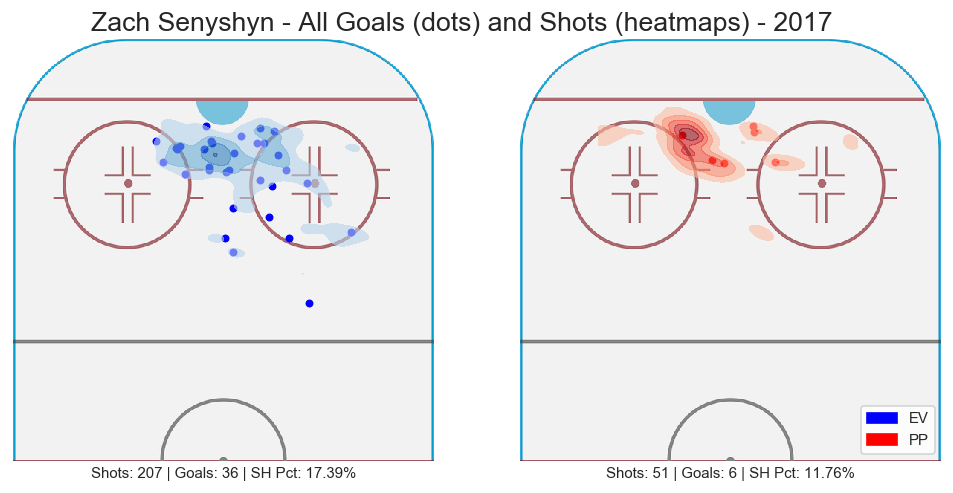 Zach Senyshyn - All Goals (dots) and Shots (heatmaps) - 2017
EV
PP
Shots: 207 | Goals: 36 | SH Pct: 17.39%
Shots: 51 | Goals: 6 | SH Pct: 11.76%